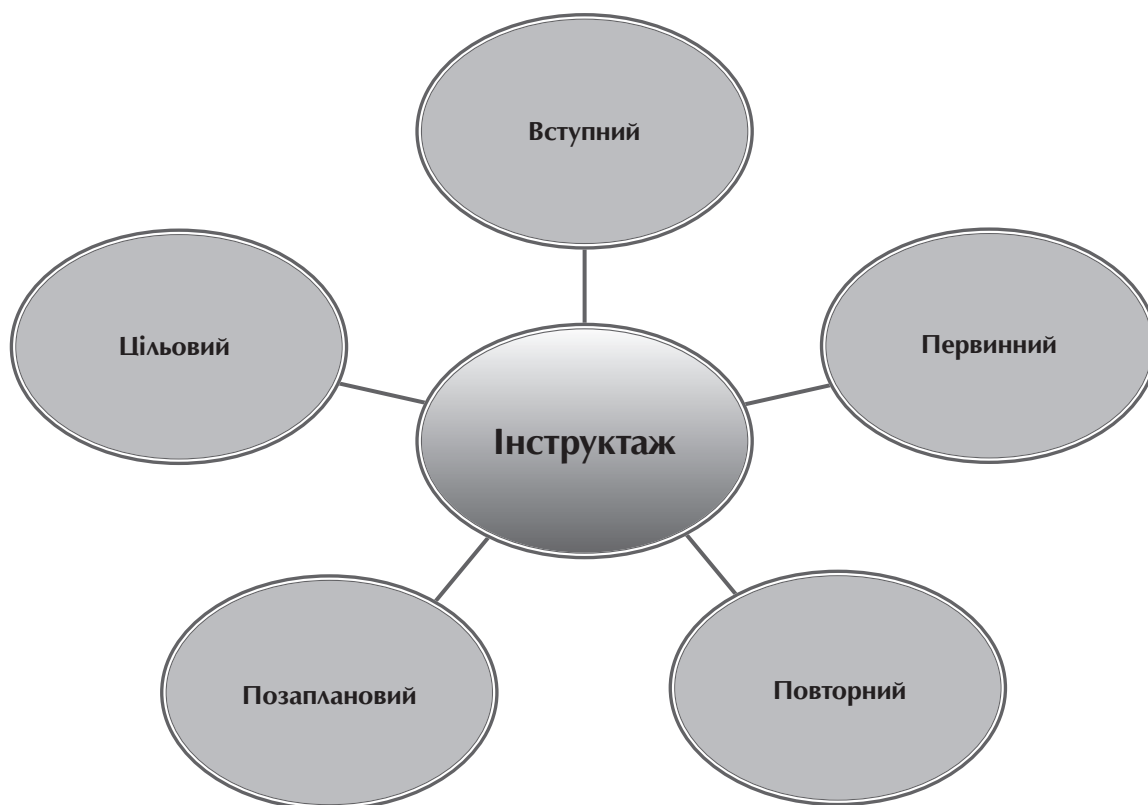 Вступний
Цільовий
Первинний
Інструктаж
Позаплановий
Повторний